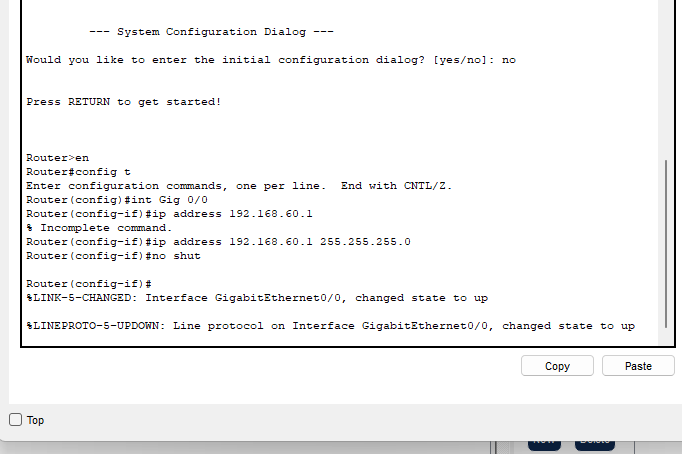 --- System Configuration Dialog ---
Would you like to enter the initial configuration dialog? [yes/no]: no
Press RETURN to get started!
Router>en
Router#config t
Enter configuration commands, one per line.  End with CNTL/Z.
Router(config)#int Gig 0/0
Router(config-if)#ip address 192.168.60.1
% Incomplete command.
Router(config-if)#ip address 192.168.60.1 255.255.255.0
Router(config-if)#no shut
Router(config-if)#
%LINK-5-CHANGED: Interface GigabitEthernet0/0, changed state to up
%LINEPROTO-5-UPDOWN: Line protocol on Interface GigabitEthernet0/0, changed state to up
Copy
Paste
Top